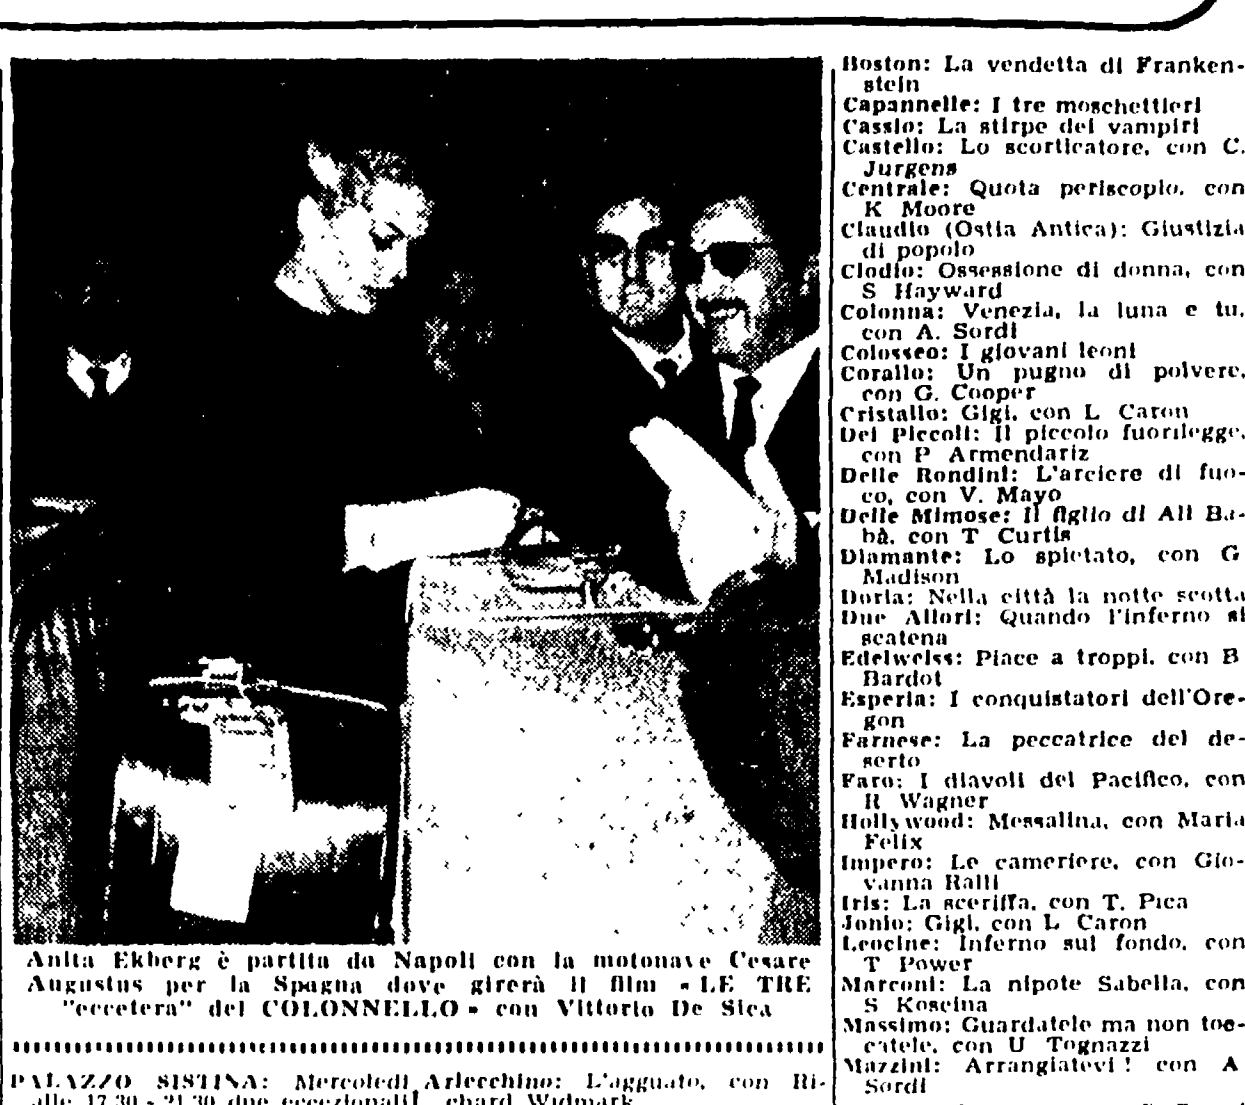 Anita Ekberg è partita da Napoli con la motonave Cesare
Augustus per la Spagna dove girerà il film « LE TRE
"eccetera" del COLONNELLO » con Vittorio De Sica
PALAZZO SISTINA: Mercoledì
alle 17,30 - 21,30 due eccezionali
Arlecchino: L'agguato, con Ri-
chard Widmark
Boston: La vendetta di Franken-
stein
Capannelle: I tre moschettieri
Cassio: La stirpe dei vampiri
Castello: Lo scorticatore, con C.
Jurgens
Centrale: Quota periscopio, con
K Moore
Claudio (Ostia Antica): Giustizia
di popolo
Clodio: Ossessione di donna, con
S Hayward
Colonna: Venezia, la luna e tu,
con A. Sordi
Colosseo: I giovani leoni
Corallo: Un pugno di polvere,
con G. Cooper
Cristallo: Gigi, con L Caron
Dei Piccoli: Il piccolo fuorilegge,
con P Armendariz
Delle Rondini: L'arciere di fuo-
co, con V. Mayo
Delle Mimose: Il figlio di Alì Ba-
bà, con T Curtis
Diamante: Lo spietato, con G
Madison
Doria: Nella città la notte scotta
Due Allori: Quando l'inferno si
scatena
Edelweiss: Piace a troppi, con B
Bardot
Esperia: I conquistatori dell'Ore-
gon
Farnese: La peccatrice del de-
serto
Faro: I diavoli del Pacifico, con
R Wagner
Hollywood: Messalina, con Maria
Felix
Impero: Le cameriere, con Gio-
vanna Ralli
Iris: La sceriffa, con T. Pica
Jonio: Gigi, con L Caron
Leocine: Inferno sul fondo, con
T Power
Marconi: La nipote Sabella, con
S Koscina
Massimo: Guardatele ma non toc-
catele, con U Tognazzi
Mazzini: Arrangiatevi! con A
Sordi